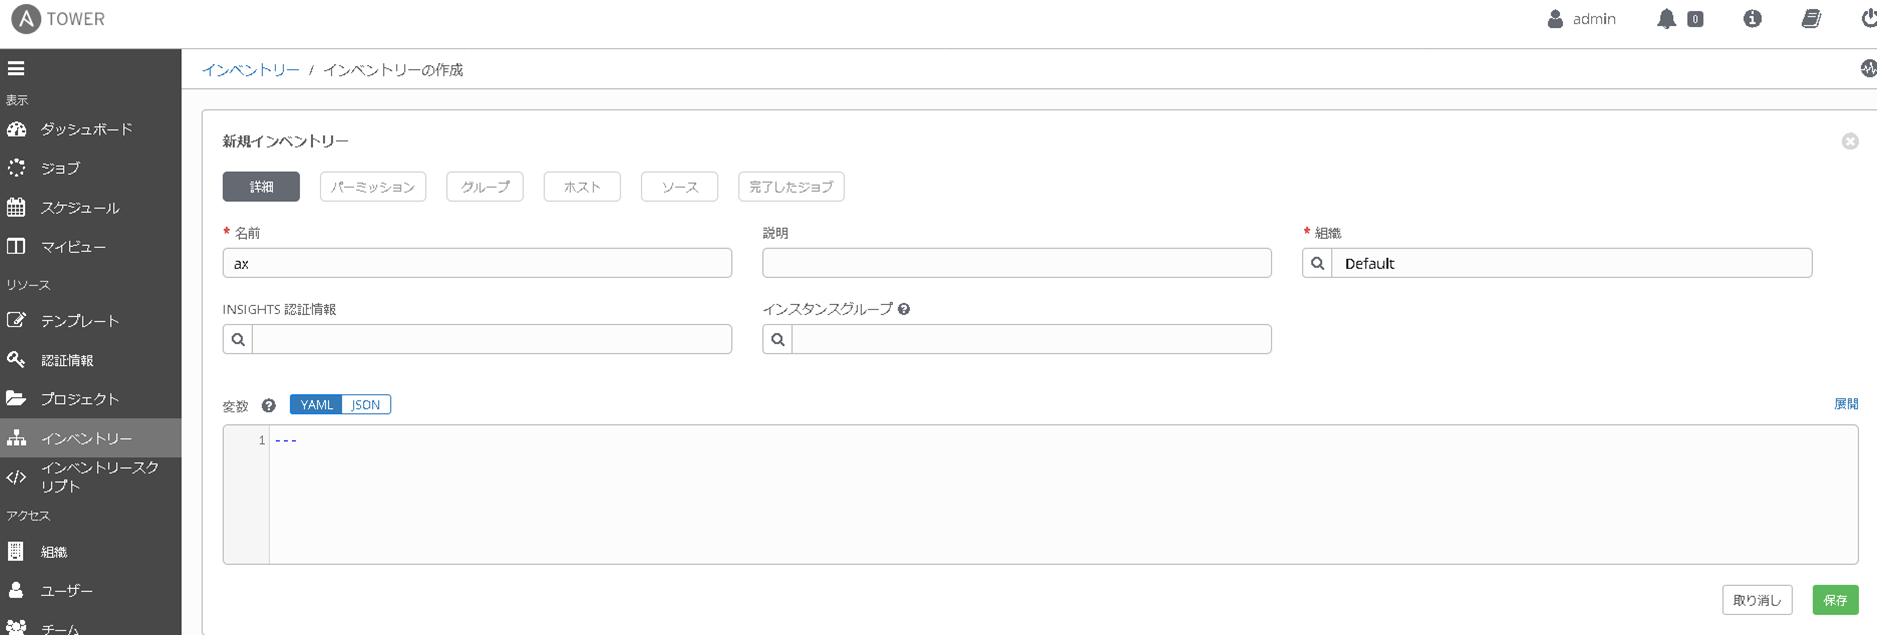 A TOWER
admin
0
インベントリー / インベントリーの作成
表示
ダッシュボード
ジョブ
スケジュール
マイビュー
リソース
テンプレート
認証情報
プロジェクト
インベントリー
インベントリースク
リプト
アクセス
組織
ユーザー
チーム
新規インベントリー
詳細 パーミッション グループ ホスト ソース 完了したジョブ
* 名前 説明 * 組織
ax Default
INSIGHTS 認証情報 インスタンスグループ ?
変数 ? YAML JSON 展開
1 ---
取り消し 保存